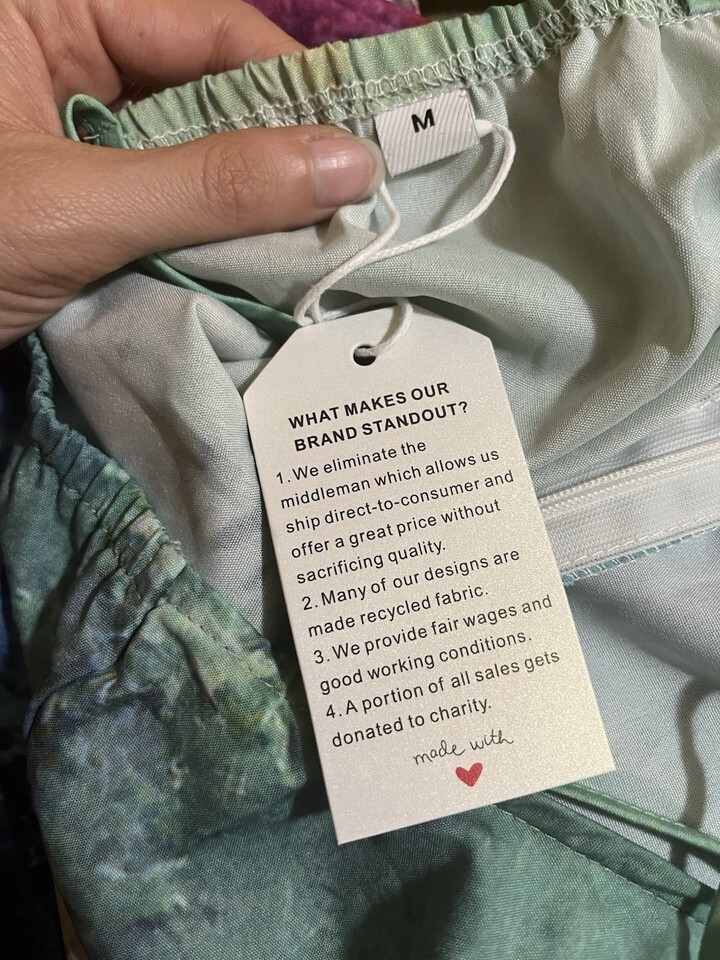 M
WHAT MAKES OUR
BRAND STANDOUT?
1. We eliminate the
middleman which allows us
ship direct-to-consumer and
offer a great price without
sacrificing quality.
2. Many of our designs are
made recycled fabric.
3. We provide fair wages and
good working conditions.
4. A portion of all sales gets
donated to charity.
made with